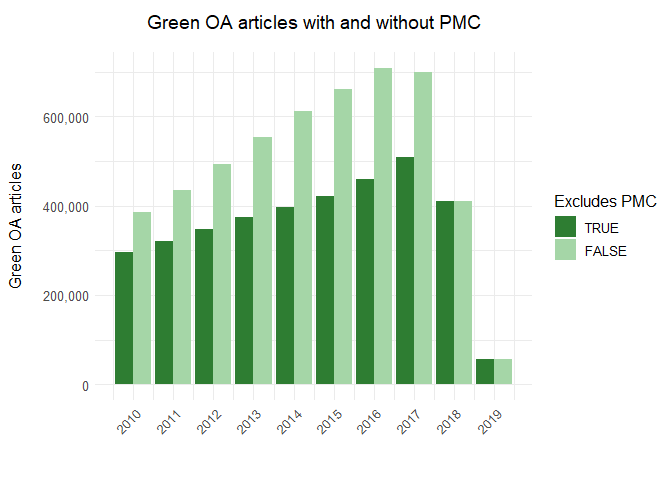 Green OA articles with and without PMC
Green OA articles
600,000
400,000
200,000
0
2010
2011
2012
2013
2014
2015
2016
2017
2018
2019
Excludes PMC
TRUE
FALSE